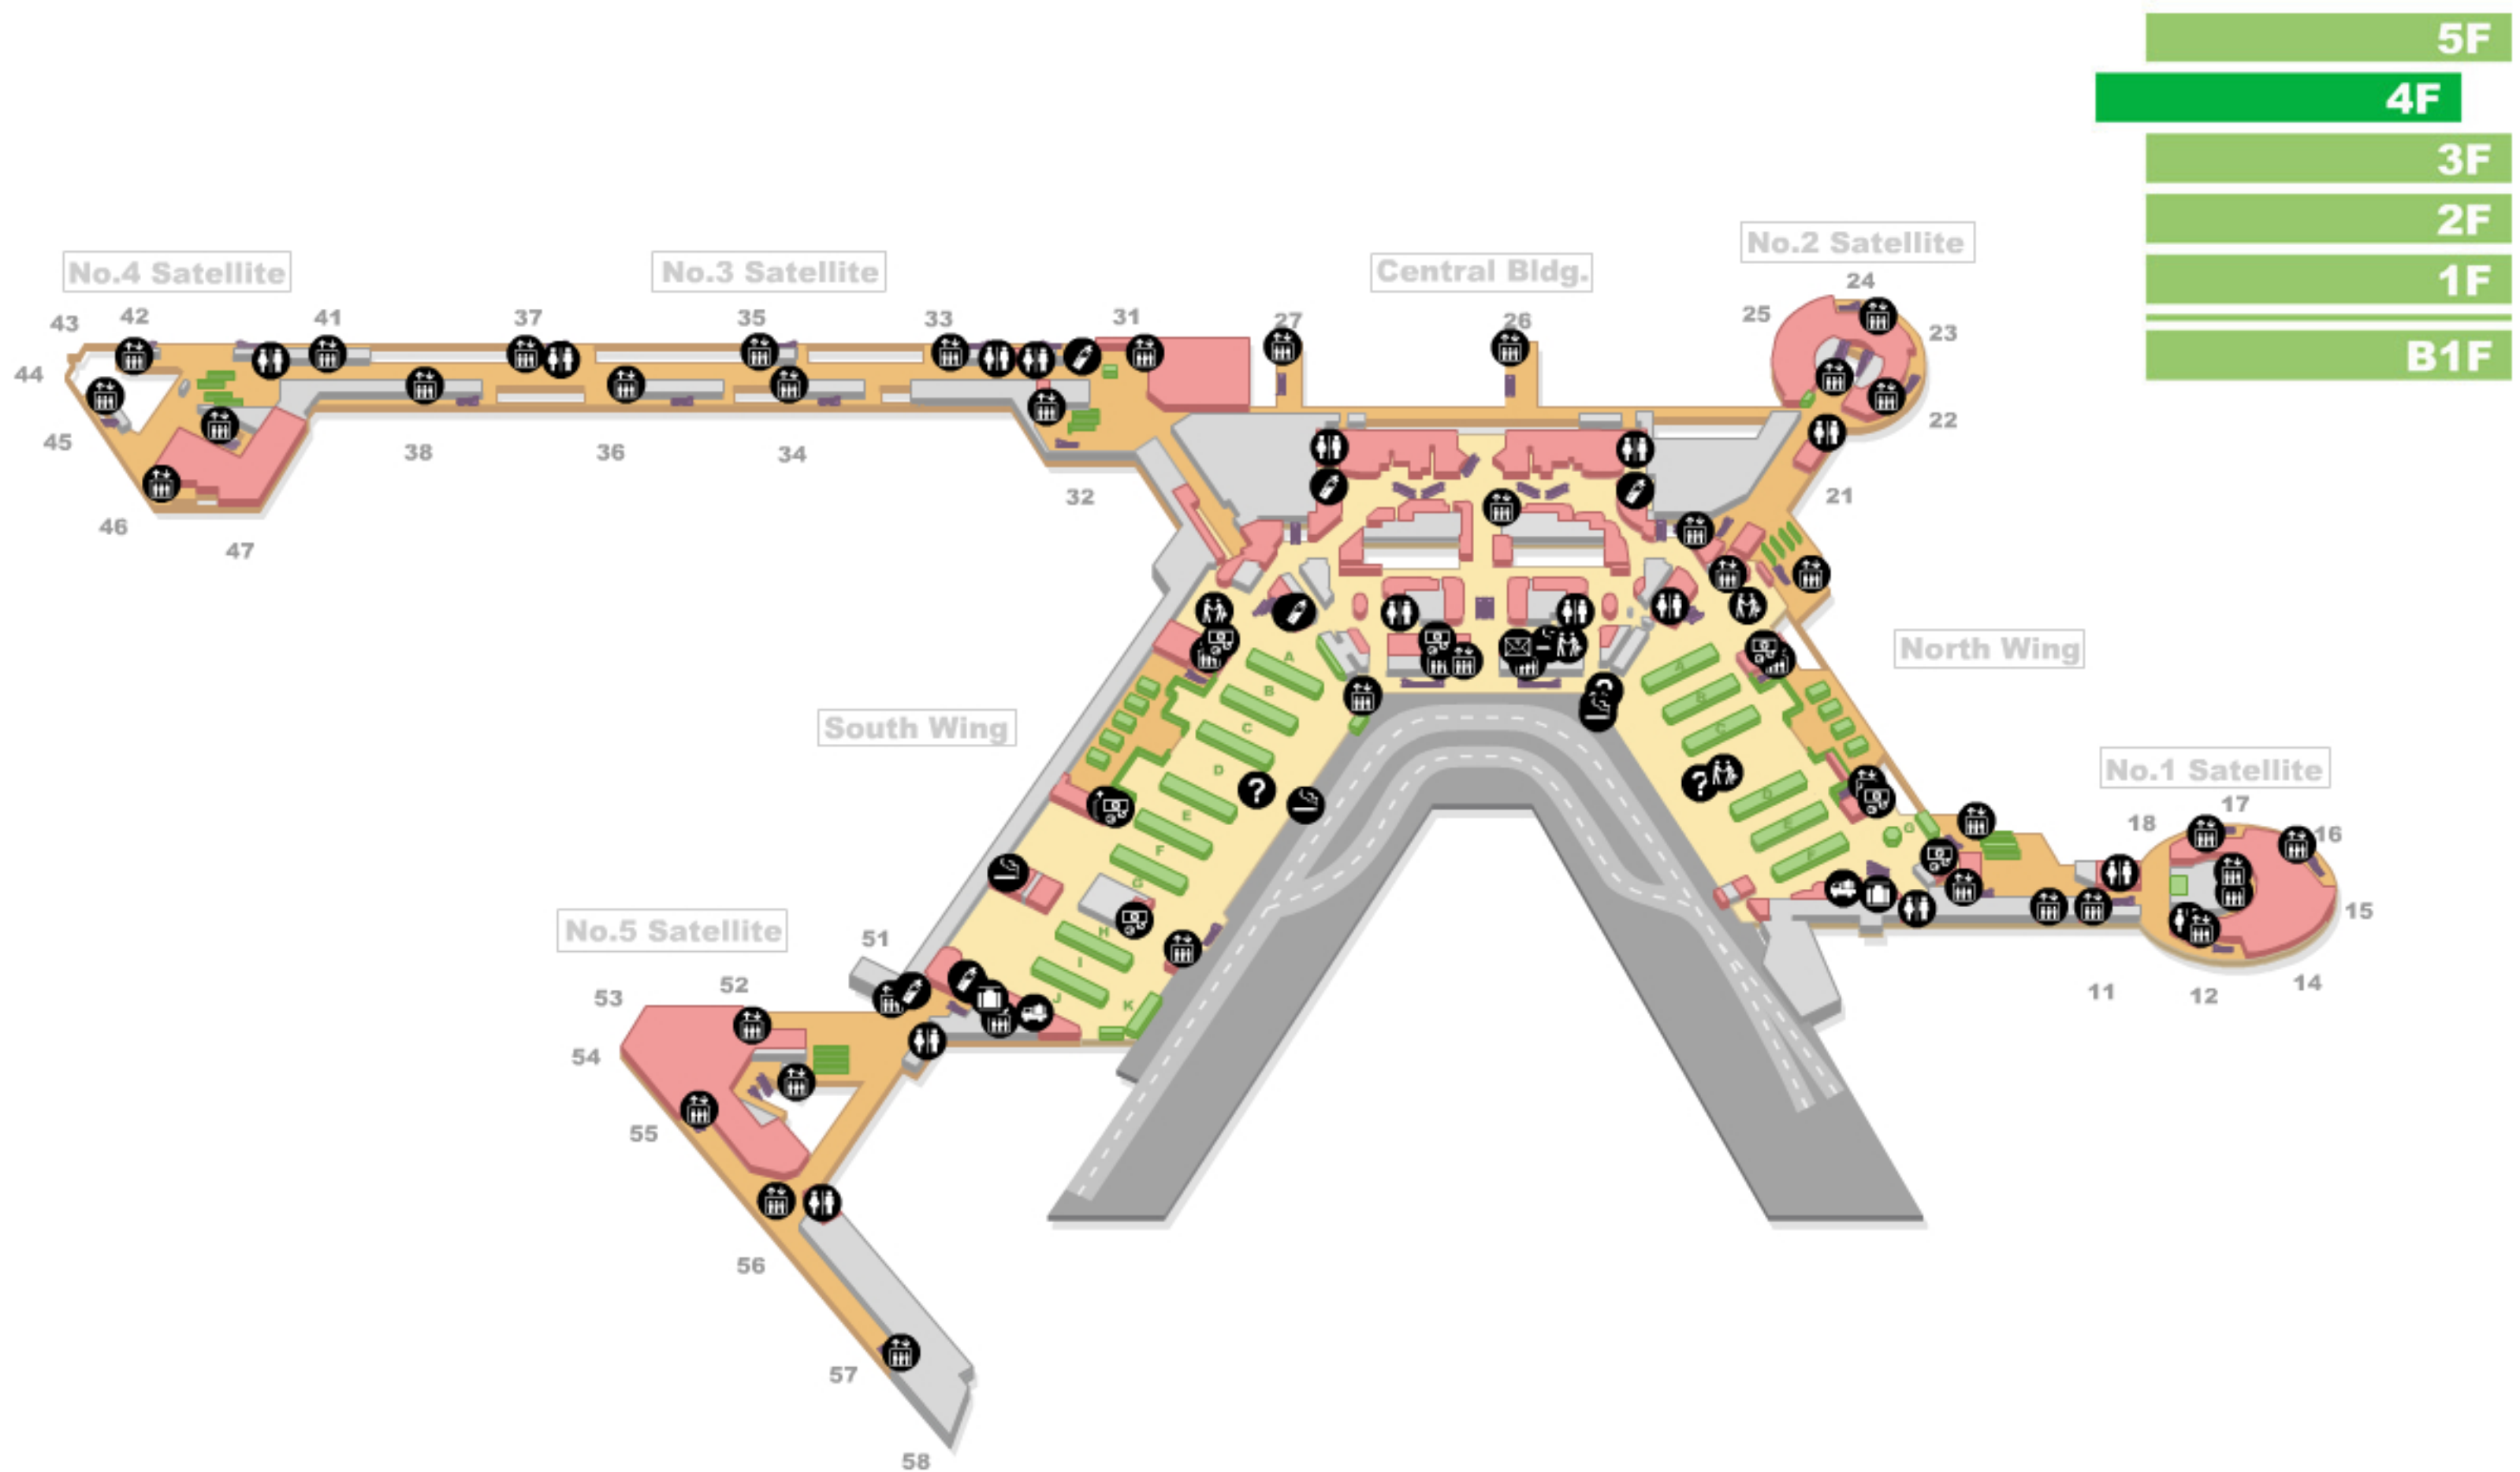 5F
4F
3F
2F
1F
B1F
No.4 Satellite
No.3 Satellite
Central Bldg.
No.2 Satellite
43
42
41
37
35
33
31
27
26
25
24
23
22
21
44
45
46
47
38
36
34
32
North Wing
South Wing
A
B
C
D
E
F
G
H
I
J
K
A
B
C
D
E
F
G
?
?
?
No.1 Satellite
18
17
16
15
14
12
11
No.5 Satellite
51
52
53
54
55
56
57
58